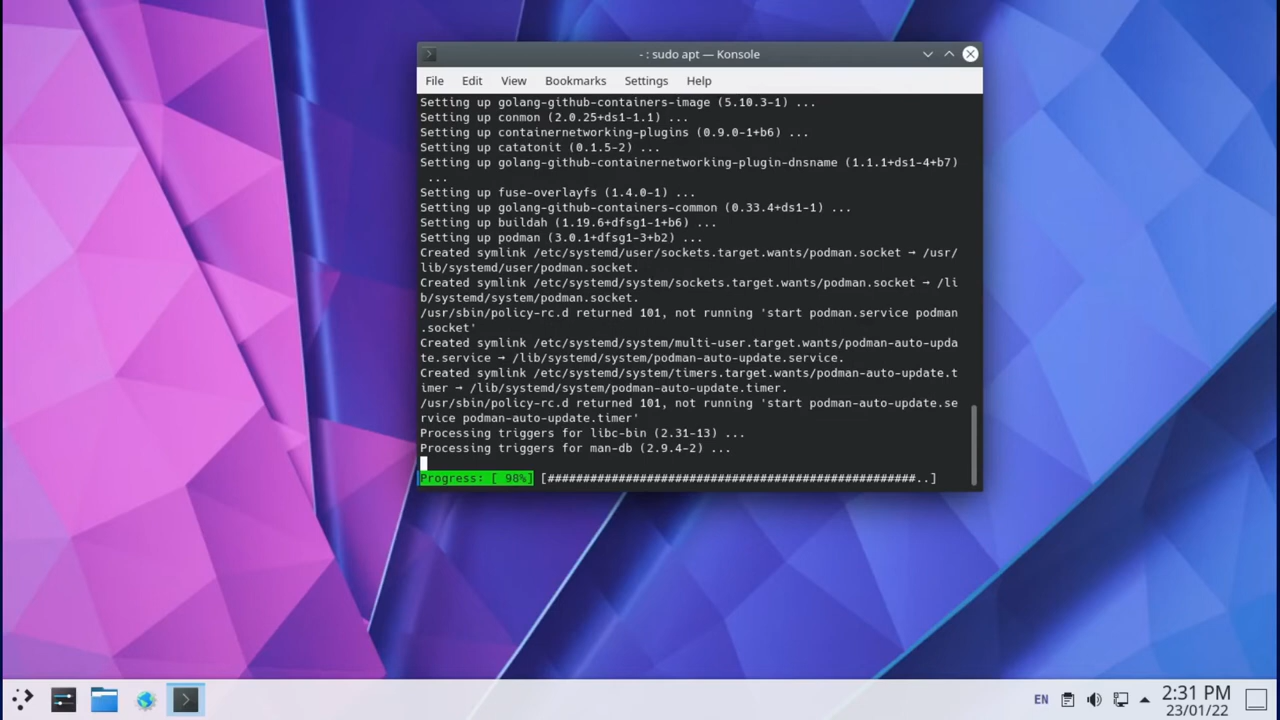 - : sudo apt — Konsole
File Edit View Bookmarks Settings Help
Setting up golang-github-containers-image (5.10.3-1) ...
Setting up conmon (2.0.25+ds1-1.1) ...
Setting up containernetworking-plugins (0.9.0-1+b6) ...
Setting up catatonit (0.1.5-2) ...
Setting up golang-github-containernetworking-plugin-dnsname (1.1.1+ds1-4+b7)
...
Setting up fuse-overlayfs (1.4.0-1) ...
Setting up golang-github-containers-common (0.33.4+ds1-1) ...
Setting up buildah (1.19.6+dfsg1-1+b6) ...
Setting up podman (3.0.1+dfsg1-3+b2) ...
Created symlink /etc/systemd/user/sockets.target.wants/podman.socket → /usr/
lib/systemd/user/podman.socket.
Created symlink /etc/systemd/system/sockets.target.wants/podman.socket → /li
b/systemd/system/podman.socket.
/usr/sbin/policy-rc.d returned 101, not running 'start podman.service podman
.socket'
Created symlink /etc/systemd/system/multi-user.target.wants/podman-auto-upda
te.service → /lib/systemd/system/podman-auto-update.service.
Created symlink /etc/systemd/system/timers.target.wants/podman-auto-update.t
imer → /lib/systemd/system/podman-auto-update.timer.
/usr/sbin/policy-rc.d returned 101, not running 'start podman-auto-update.se
rvice podman-auto-update.timer'
Processing triggers for libc-bin (2.31-13) ...
Processing triggers for man-db (2.9.4-2) ...
Progress: [ 98%] [####################################################..]
EN 2:31 PM
23/01/22